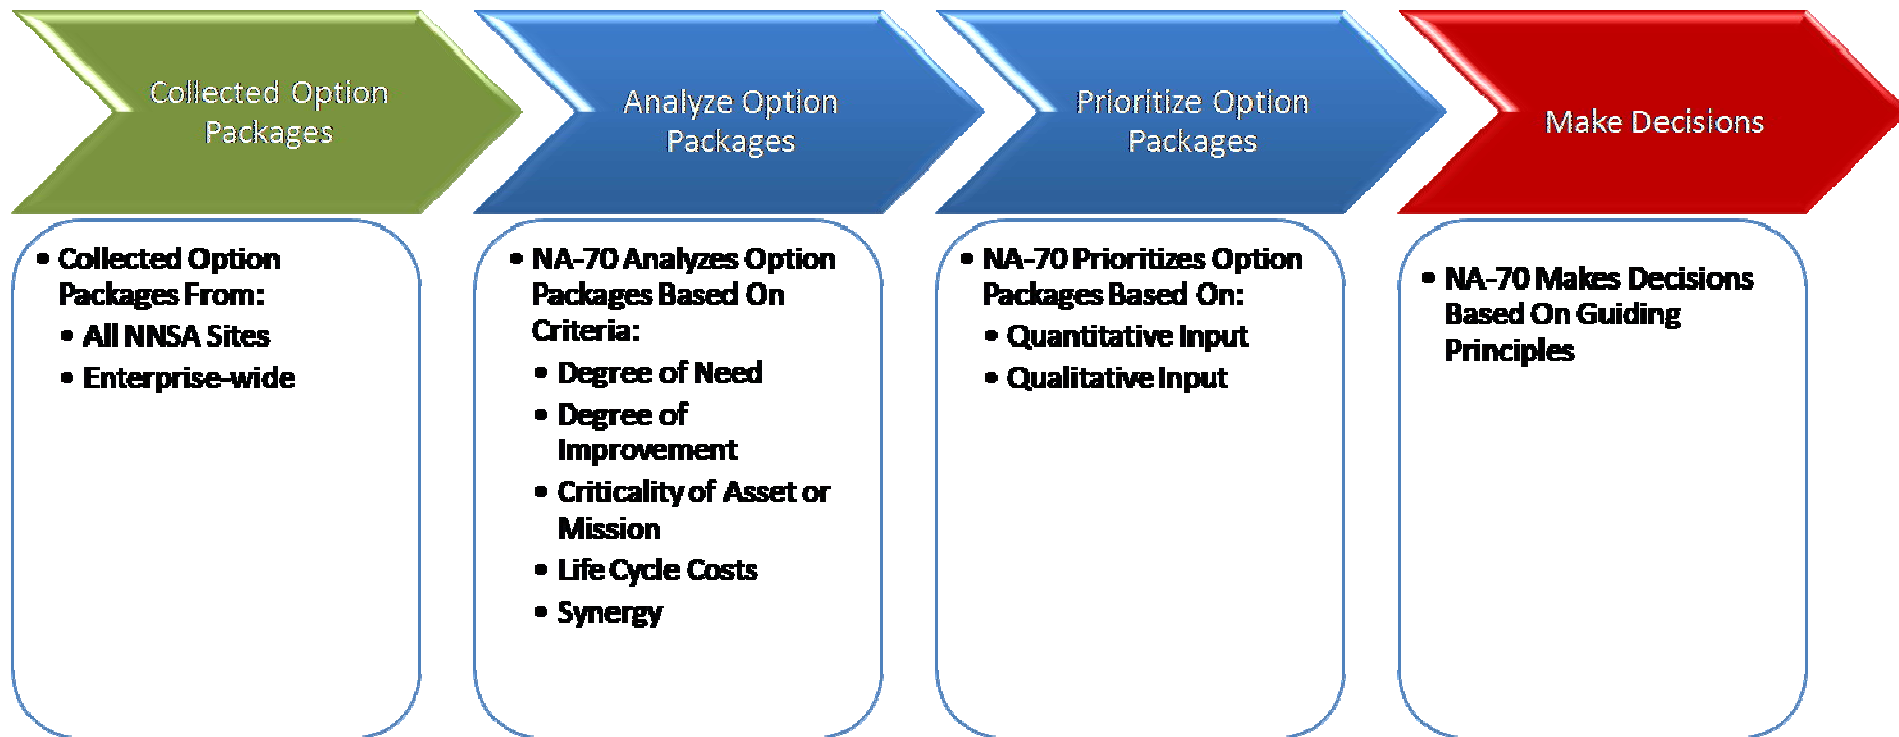 Collected Option
Packages
Analyze Option
Packages
Prioritize Option
Packages
Make Decisions
• Collected Option
Packages From:
• All NNSA Sites
• Enterprise-wide
• NA-70 Analyzes Option
Packages Based On
Criteria:
• Degree of Need
• Degree of
Improvement
• Criticality of Asset or
Mission
• Life Cycle Costs
• Synergy
• NA-70 Prioritizes Option
Packages Based On:
• Quantitative Input
• Qualitative Input
• NA-70 Makes Decisions
Based On Guiding
Principles